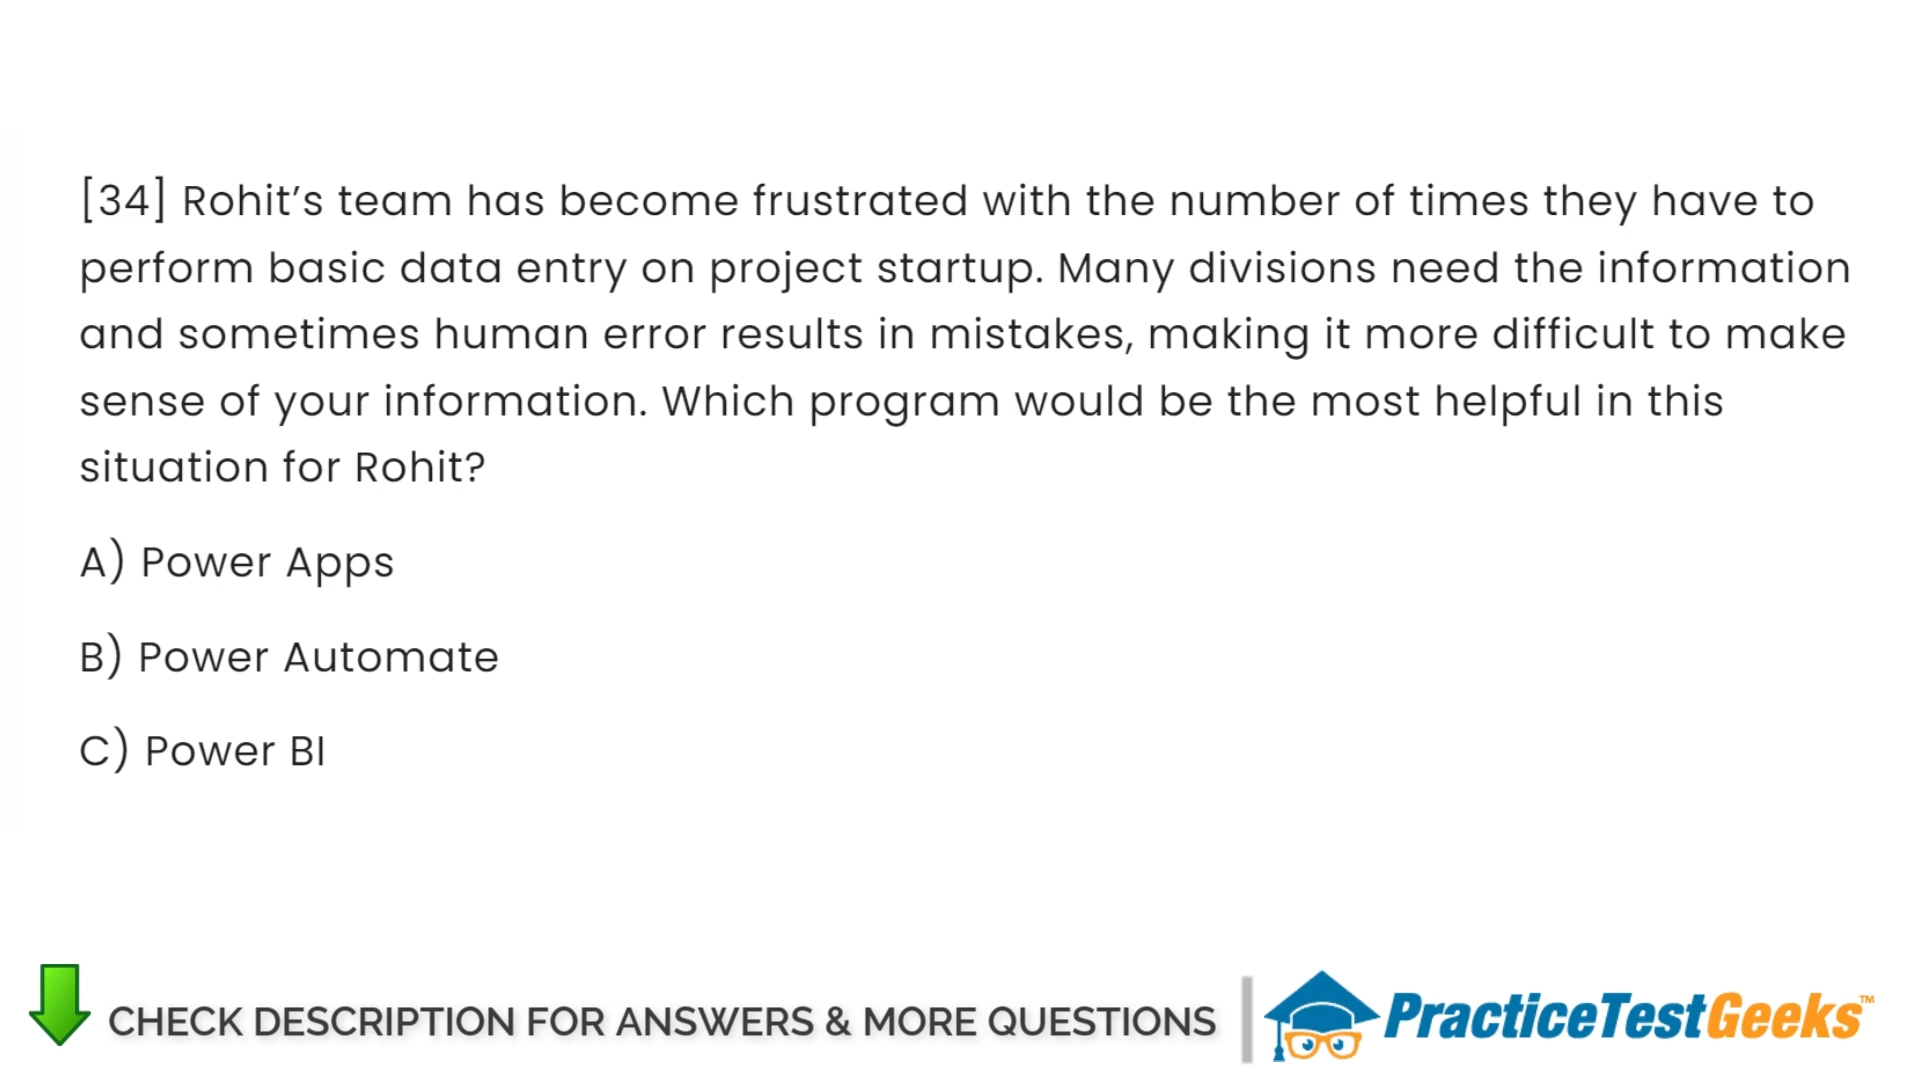 [34] Rohit’s team has become frustrated with the number of times they have to
perform basic data entry on project startup. Many divisions need the information
and sometimes human error results in mistakes, making it more difficult to make
sense of your information. Which program would be the most helpful in this
situation for Rohit?
A) Power Apps
B) Power Automate
C) Power BI
CHECK DESCRIPTION FOR ANSWERS & MORE QUESTIONS
PracticeTestGeeks™